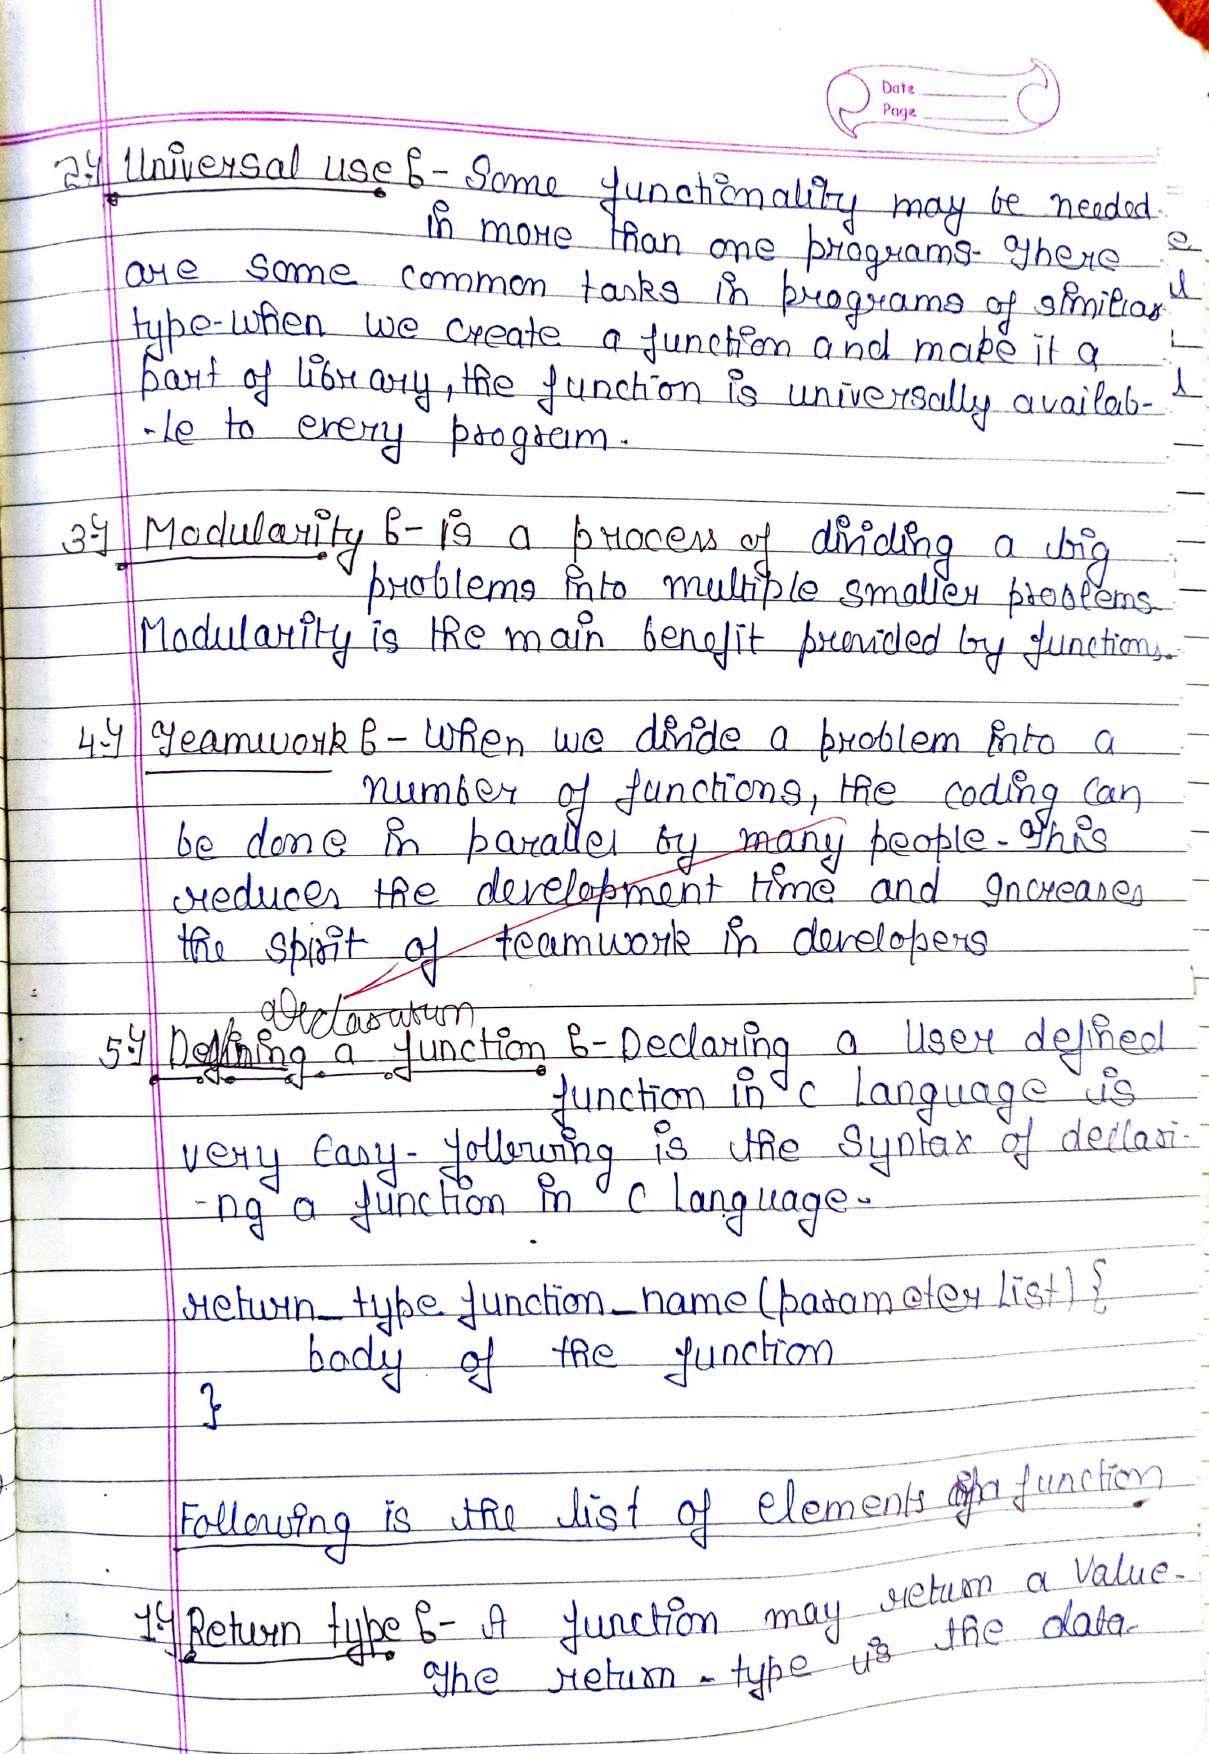 Date
Page
2.) Universal use :- Some functionality may be needed
in more than one programs. There
are some common tasks in programs of similiar
type. When we create a function and make it a
part of library, the function is universally availab-
-le to every program.
3.) Modularity :- is a process of dividing a big
problems into multiple smaller problems.
Modularity is the main benefit provided by functions.
4.) Teamwork :- When we divide a problem into a
number of functions, the coding can
be done in parallel by many people. This
reduces the development time and Increases
the spirit of teamwork in developers
Declaration
5.) Defining a function :- Declaring a User defined
function in C language is
very Easy. following is the Syntax of declari-
-ng a function in C language.
return_type function_name (parameter List) {
body of the function
}
Following is the list of elements of a function
1.) Return type :- A function may return a value.
The return-type is the data.